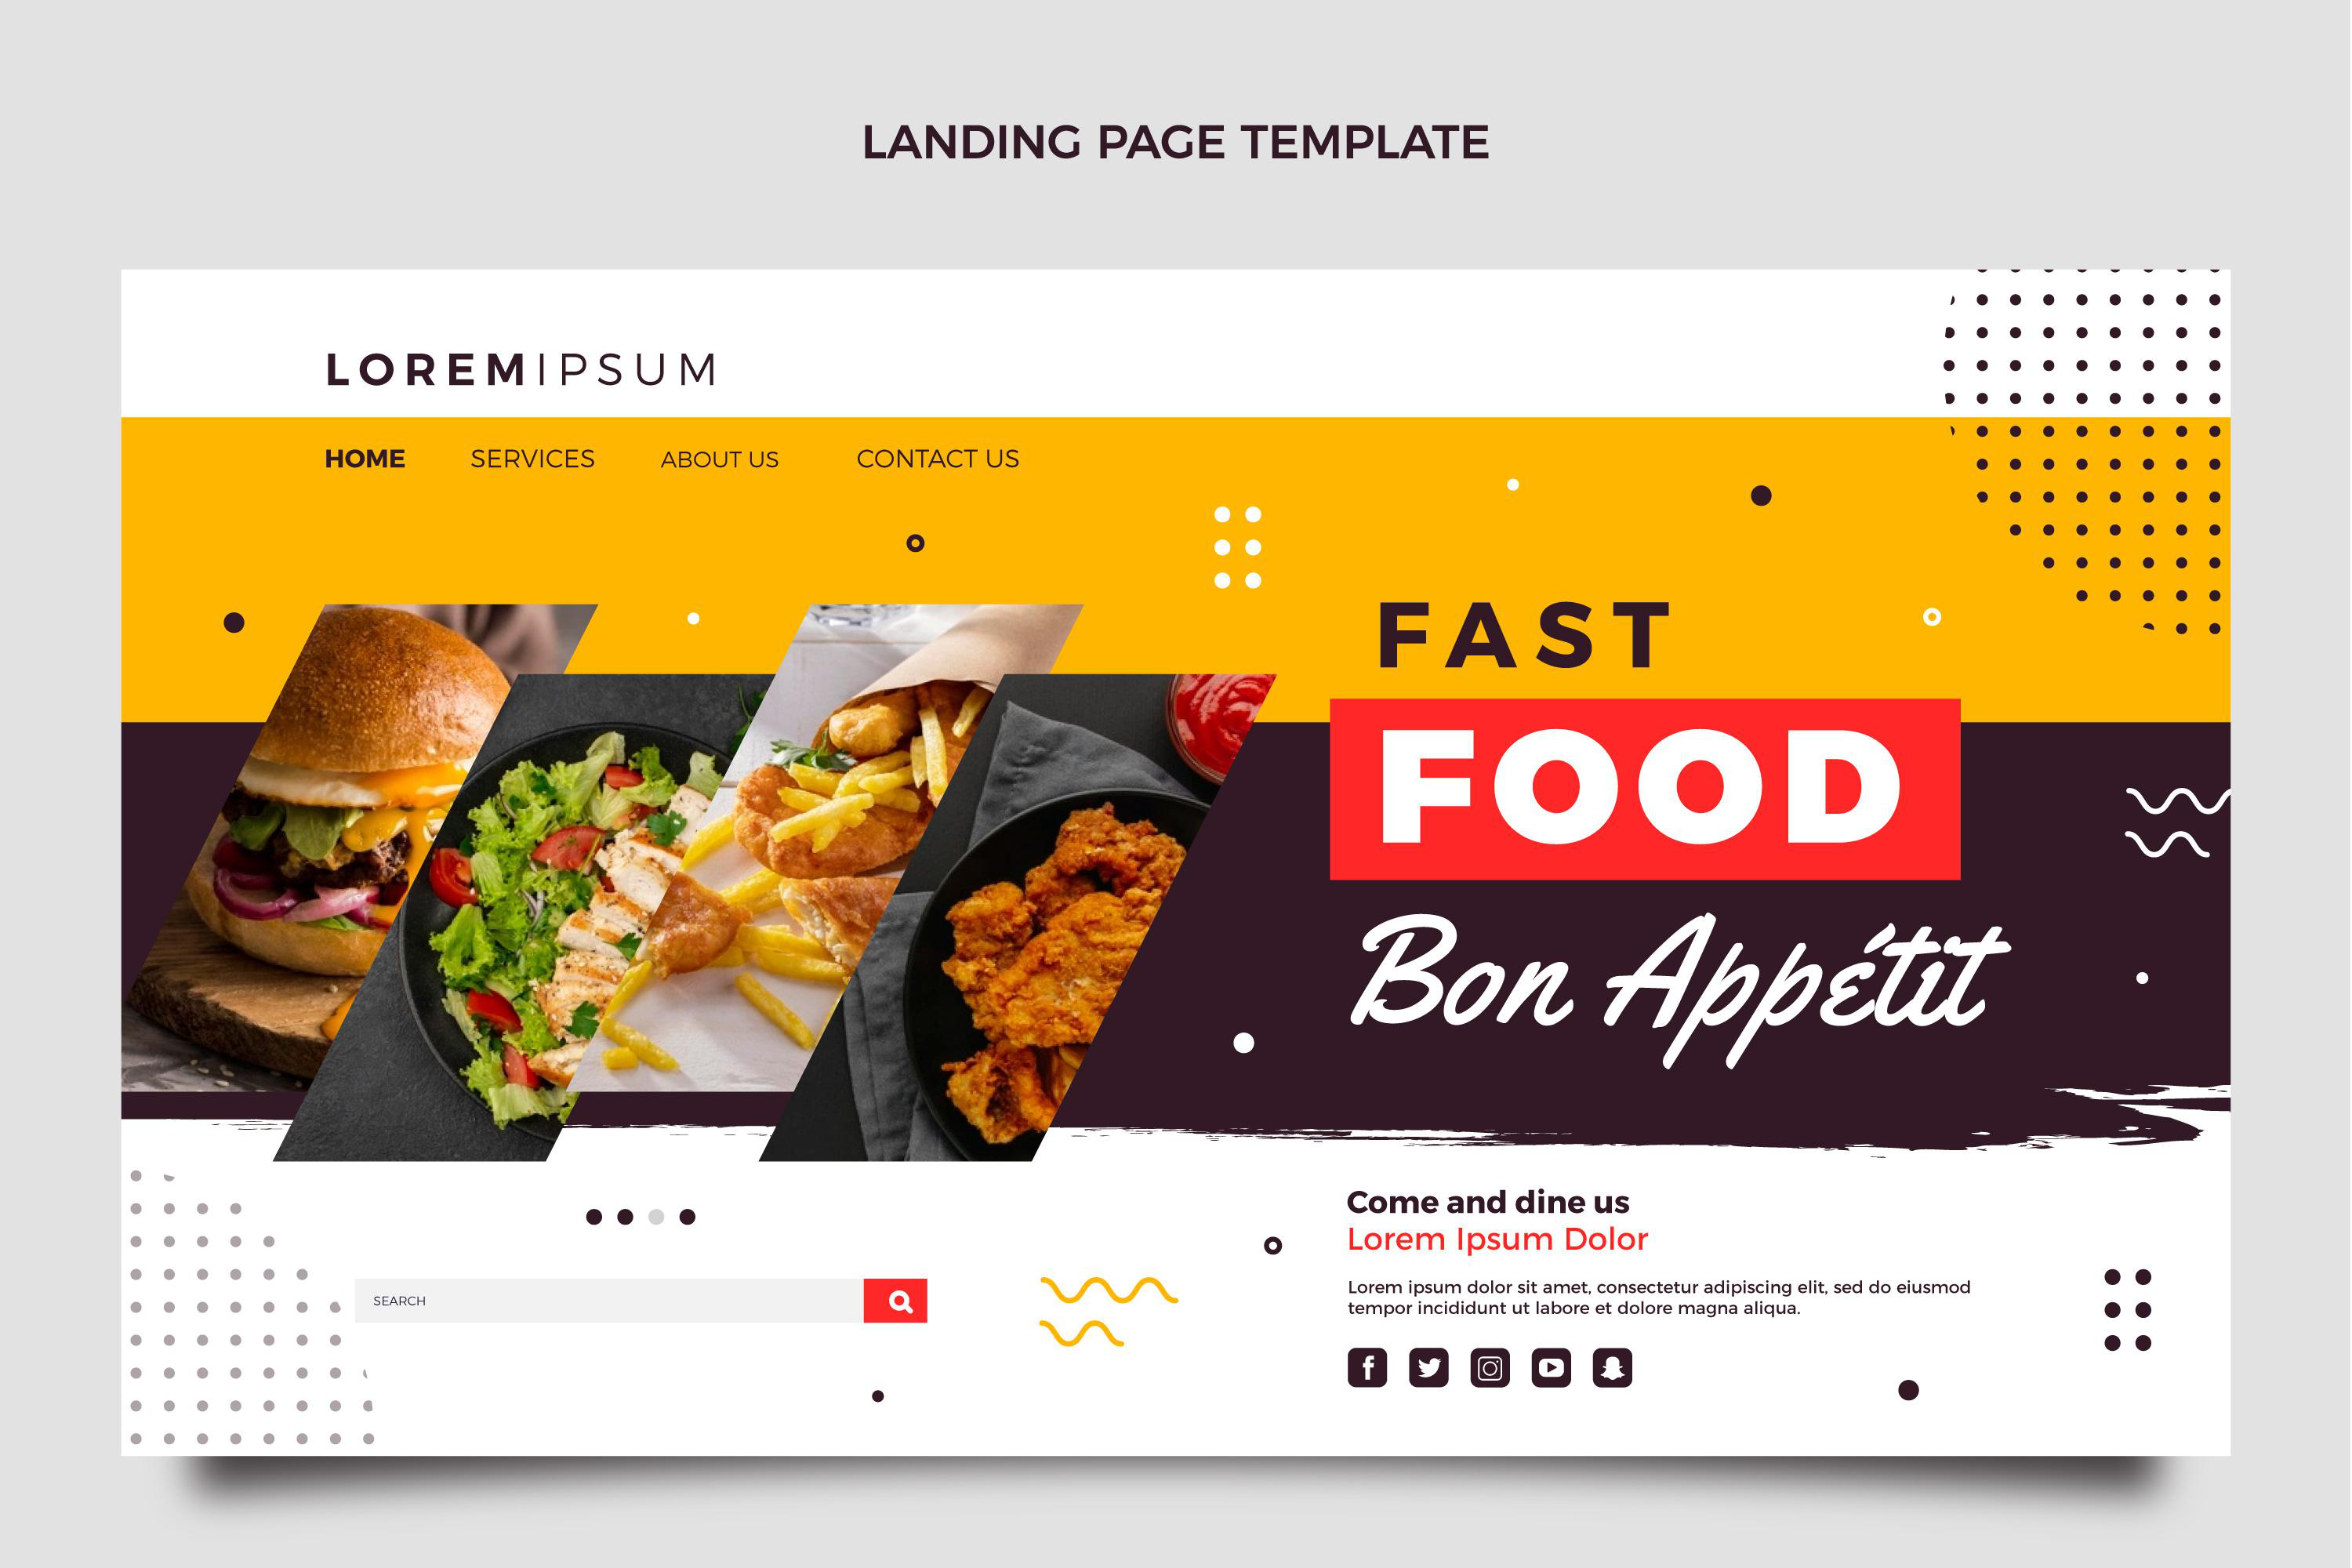 LANDING PAGE TEMPLATE
LOREMIPSUM
HOME SERVICES ABOUT US CONTACT US
FAST
FOOD
Bon Appétit
Come and dine us
Lorem Ipsum Dolor
Lorem ipsum dolor sit amet, consectetur adipiscing elit, sed do eiusmod
tempor incididunt ut labore et dolore magna aliqua.
SEARCH